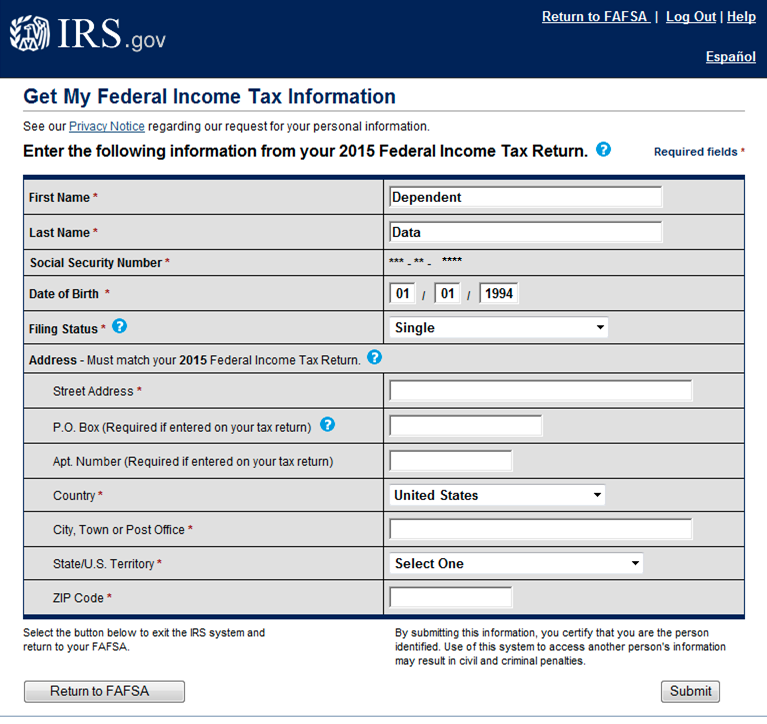 Return to FAFSA | Log Out | Help
IRS.gov
Español
Get My Federal Income Tax Information
See our Privacy Notice regarding our request for your personal information.
Enter the following information from your 2015 Federal Income Tax Return. ? Required fields *
First Name * Dependent
Last Name * Data
Social Security Number * *** - ** - ****
Date of Birth * 01 / 01 / 1994
Filing Status * ? Single
Address - Must match your 2015 Federal Income Tax Return. ?
Street Address *
P.O. Box (Required if entered on your tax return) ?
Apt. Number (Required if entered on your tax return)
Country * United States
City, Town or Post Office *
State/U.S. Territory * Select One
ZIP Code *
Select the button below to exit the IRS system and
return to your FAFSA.
By submitting this information, you certify that you are the person
identified. Use of this system to access another person's information
may result in civil and criminal penalties.
Return to FAFSA
Submit